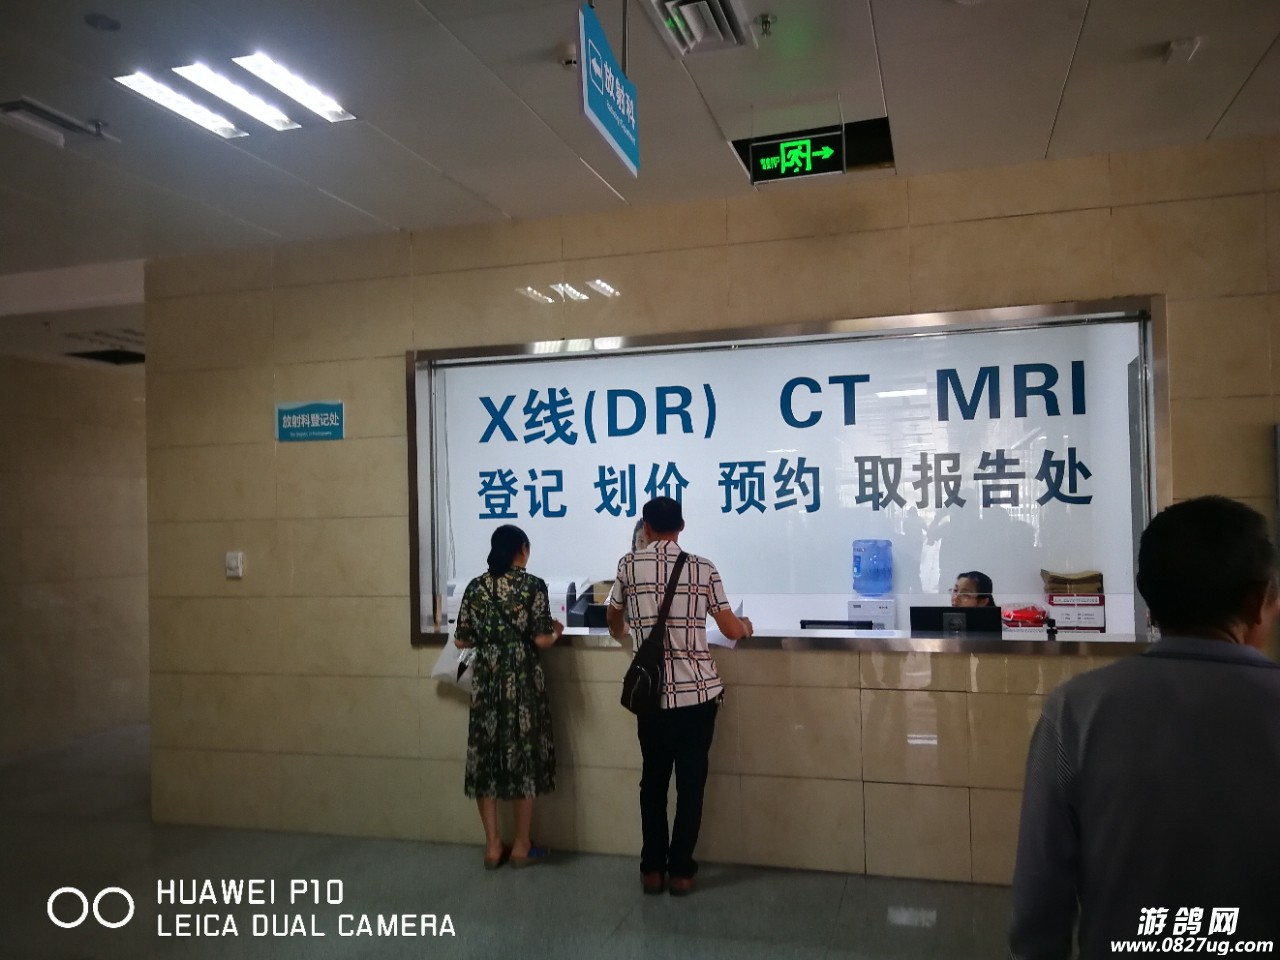 放射科
X线(DR) CT MRI
登记 划价 预约 取报告处
放射科登记处
HUAWEI P10
LEICA DUAL CAMERA
游鸽网
www.0827ug.com